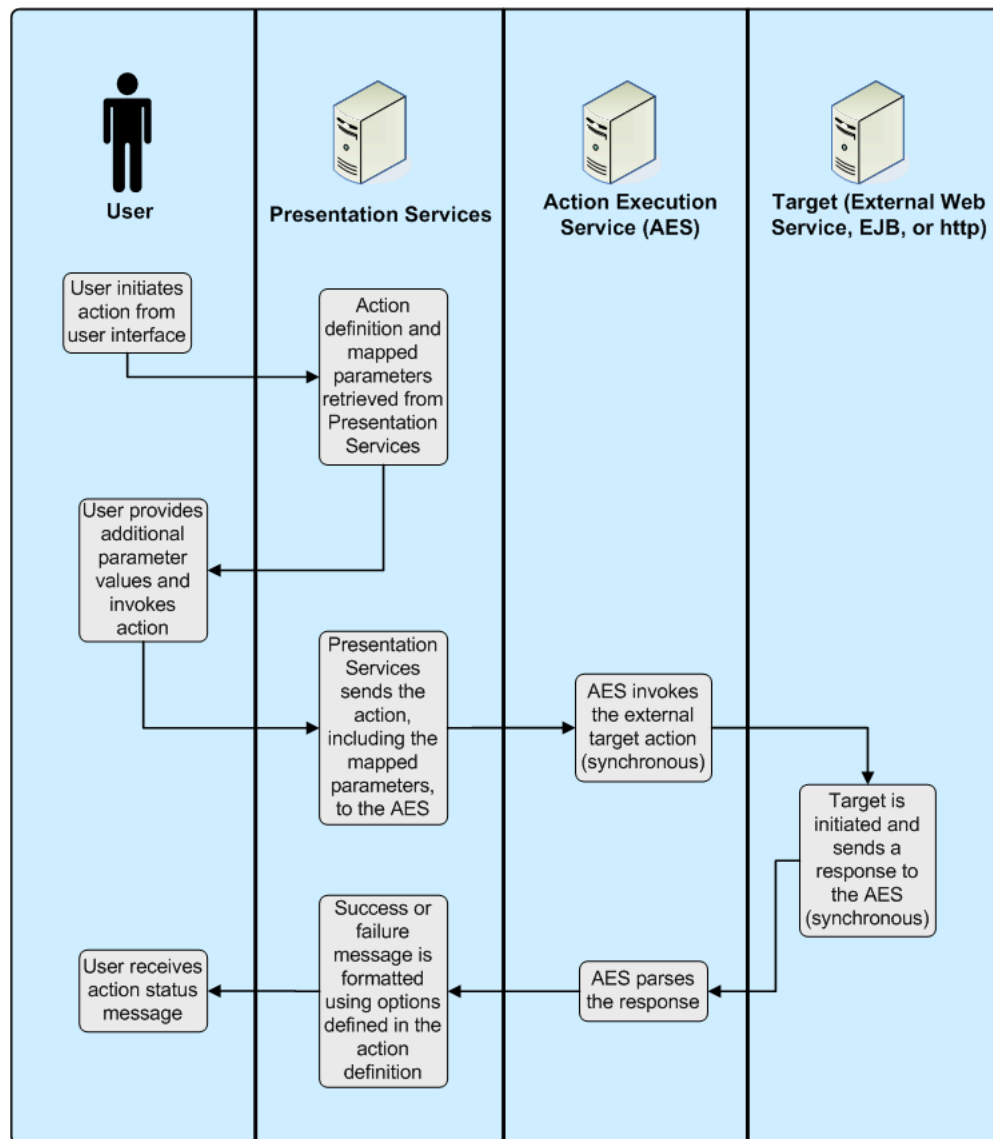 User
Presentation Services
Action Execution
Service (AES)
Target (External Web
Service, EJB, or http)
User initiates
action from
user interface
Action
definition and
mapped
parameters
retrieved from
Presentation
Services
User provides
additional
parameter
values and
invokes
action
Presentation
Services
sends the
action,
including the
mapped
parameters,
to the AES
AES invokes
the external
target action
(synchronous)
Target is
initiated and
sends a
response to
the AES
(synchronous)
AES parses
the response
Success or
failure
message is
formatted
using options
defined in the
action
definition
User receives
action status
message